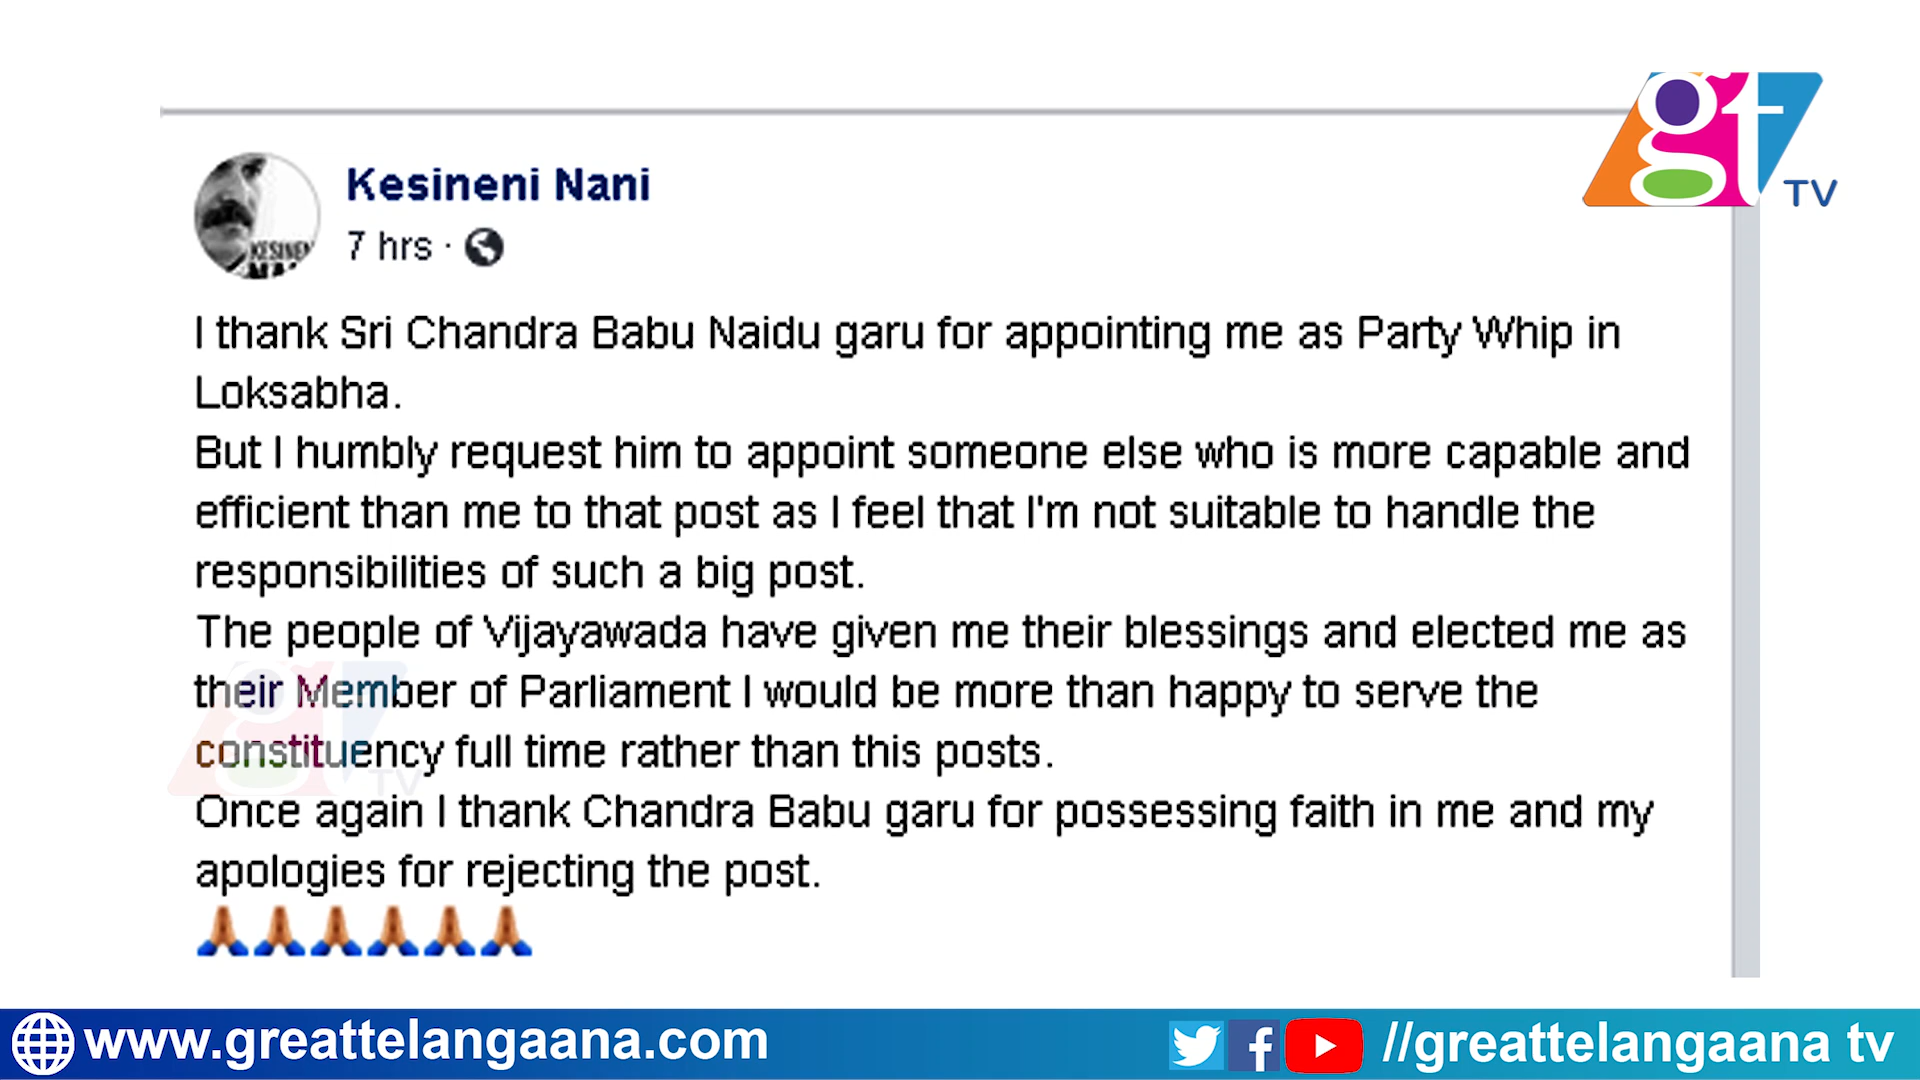 gt TV
Kesineni Nani
7 hrs ·
KESINEN
I thank Sri Chandra Babu Naidu garu for appointing me as Party Whip in
Loksabha.
But I humbly request him to appoint someone else who is more capable and
efficient than me to that post as I feel that I'm not suitable to handle the
responsibilities of such a big post.
The people of Vijayawada have given me their blessings and elected me as
their Member of Parliament I would be more than happy to serve the
constituency full time rather than this posts.
Once again I thank Chandra Babu garu for possessing faith in me and my
apologies for rejecting the post.
🙏🙏🙏🙏🙏🙏
gt TV
www.greattelangaana.com
//greattelangaana tv